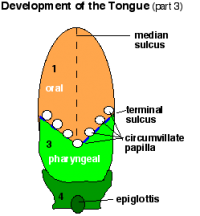 Development of the Tongue (part 3)
median
sulcus
1
oral
terminal
sulcus
circumvillate
papilla
3
pharyngeal
4
epiglottis